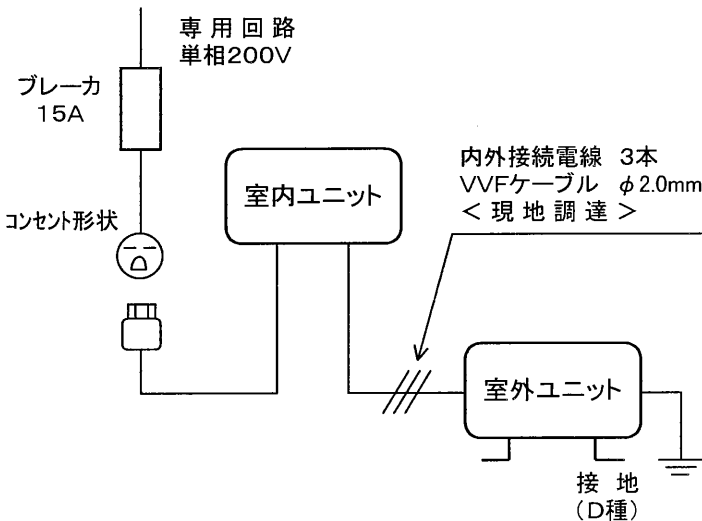 専用回路
単相200V
ブレーカ
15A
コンセント形状
室内ユニット
内外接続電線 3本
VVFケーブル φ2.0mm
＜現地調達＞
室外ユニット
接地
（D種）